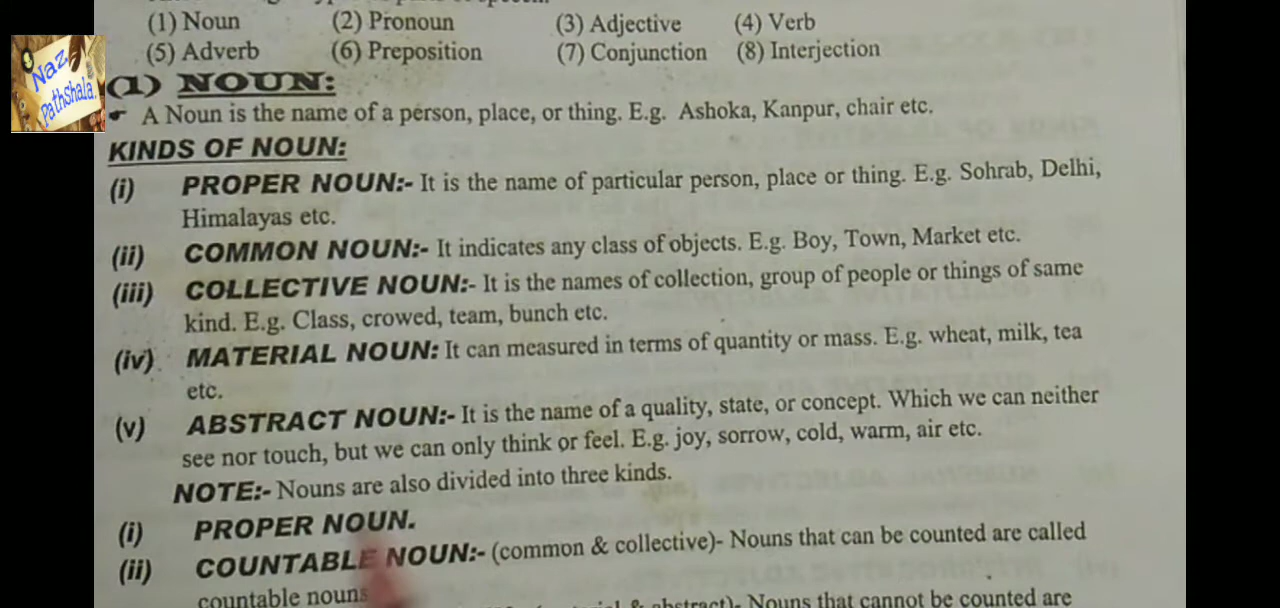 (1) Noun (2) Pronoun (3) Adjective (4) Verb
(5) Adverb (6) Preposition (7) Conjunction (8) Interjection
Naz Pathshala.
(1) NOUN:
☛ A Noun is the name of a person, place, or thing. E.g. Ashoka, Kanpur, chair etc.
KINDS OF NOUN:
(i) PROPER NOUN:- It is the name of particular person, place or thing. E.g. Sohrab, Delhi,
Himalayas etc.
(ii) COMMON NOUN:- It indicates any class of objects. E.g. Boy, Town, Market etc.
(iii) COLLECTIVE NOUN:- It is the names of collection, group of people or things of same
kind. E.g. Class, crowed, team, bunch etc.
(iv) MATERIAL NOUN: It can measured in terms of quantity or mass. E.g. wheat, milk, tea
etc.
(v) ABSTRACT NOUN:- It is the name of a quality, state, or concept. Which we can neither
see nor touch, but we can only think or feel. E.g. joy, sorrow, cold, warm, air etc.
NOTE:- Nouns are also divided into three kinds.
(i) PROPER NOUN.
(ii) COUNTABLE NOUN:- (common & collective)- Nouns that can be counted are called
countable nouns
& abstract)- Nouns that cannot be counted are